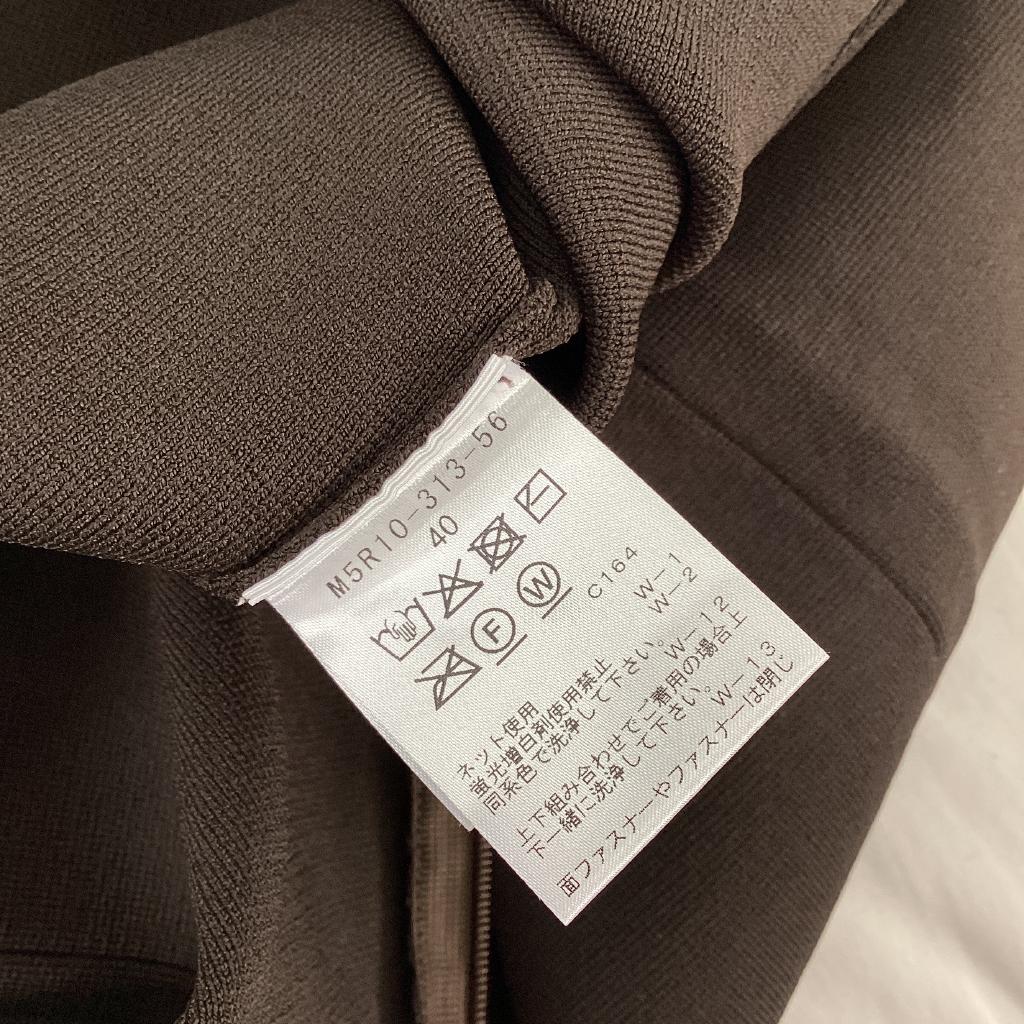 M5R10-313-56
40
F W
C164
W-1
W-2
ネット使用
蛍光増白剤使用禁止
同系色で洗浄して下さい。W-12
上下組み合わせでご着用の場合上
下一緒に洗浄して下さい。W-13
面ファスナーやファスナーは閉じ